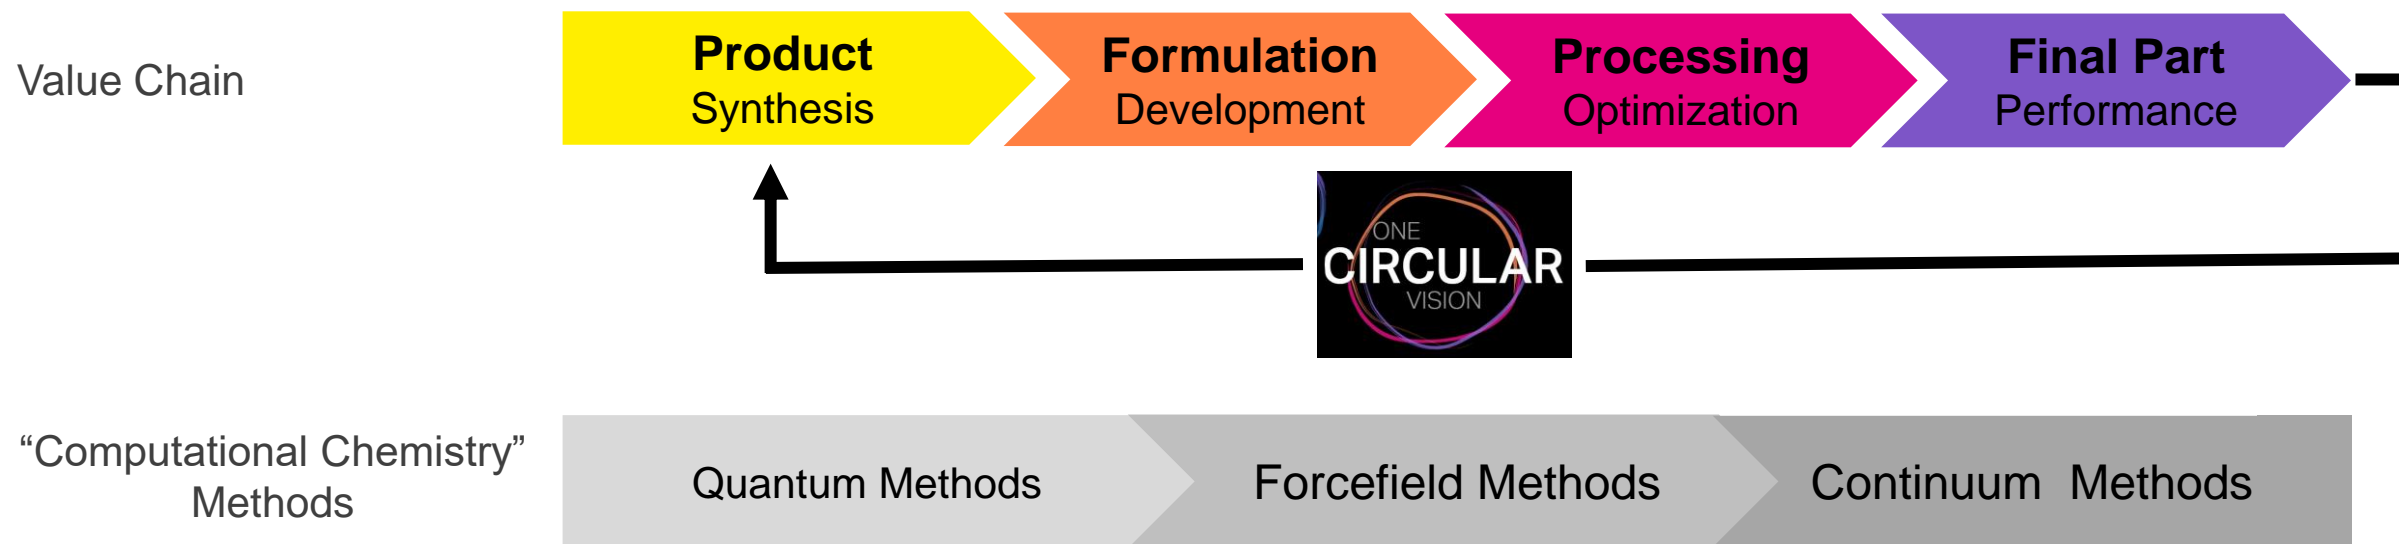 Value Chain
Product
Synthesis
Formulation
Development
Processing
Optimization
Final Part
Performance
ONE
CIRCULAR
VISION
“Computational Chemistry”
Methods
Quantum Methods
Forcefield Methods
Continuum Methods